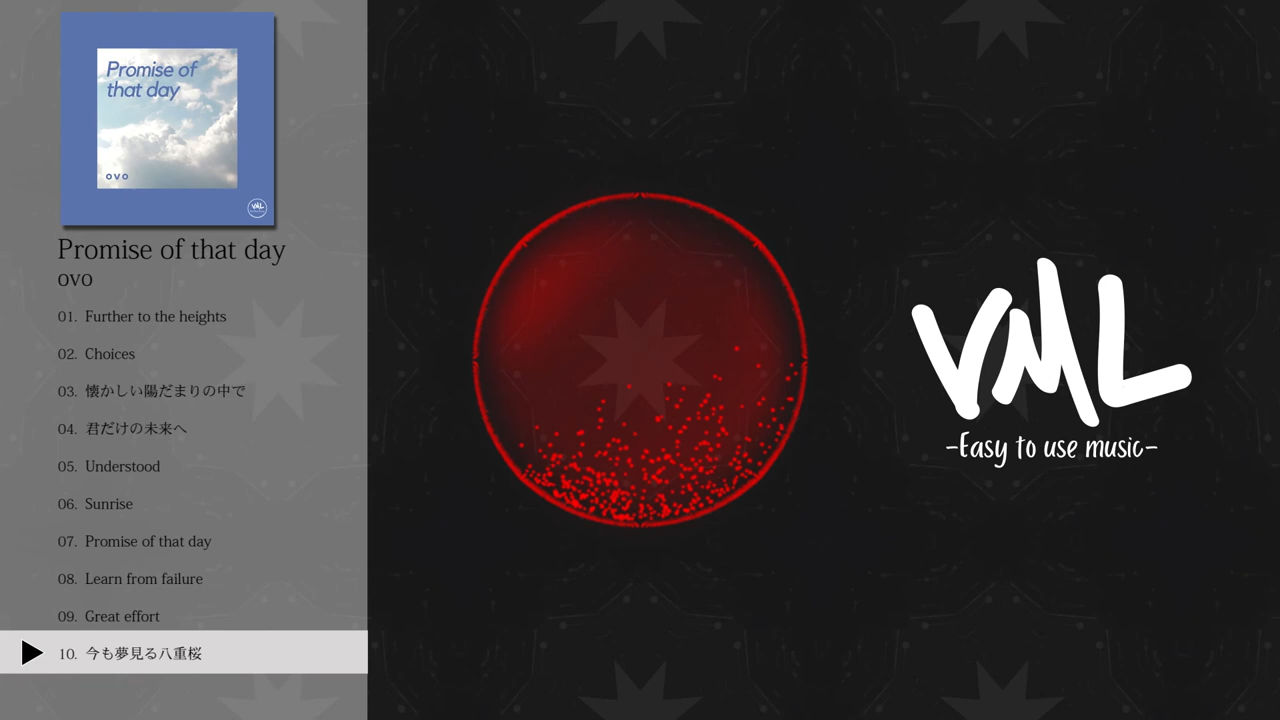 Promise of
that day
ovo
VML
Promise of that day
ovo
01. Further to the heights
02. Choices
03. 懐かしい陽だまりの中で
04. 君だけの未来へ
05. Understood
06. Sunrise
07. Promise of that day
08. Learn from failure
09. Great effort
10. 今も夢見る八重桜
VML
-Easy to use music-